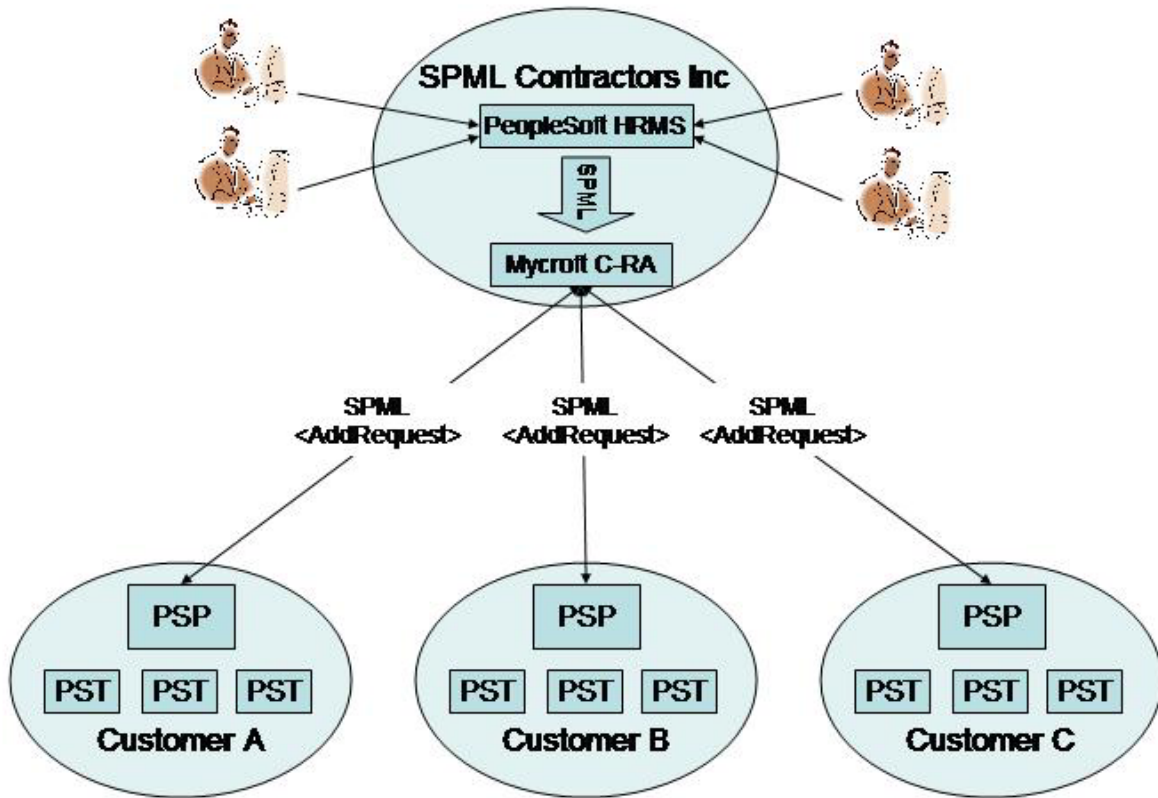 SPML Contractors Inc
PeopleSoft HRMS
SPML
Mycroft C-RA
SPML
<AddRequest>
SPML
<AddRequest>
SPML
<AddRequest>
PSP
PST PST PST
Customer A
PSP
PST PST PST
Customer B
PSP
PST PST PST
Customer C